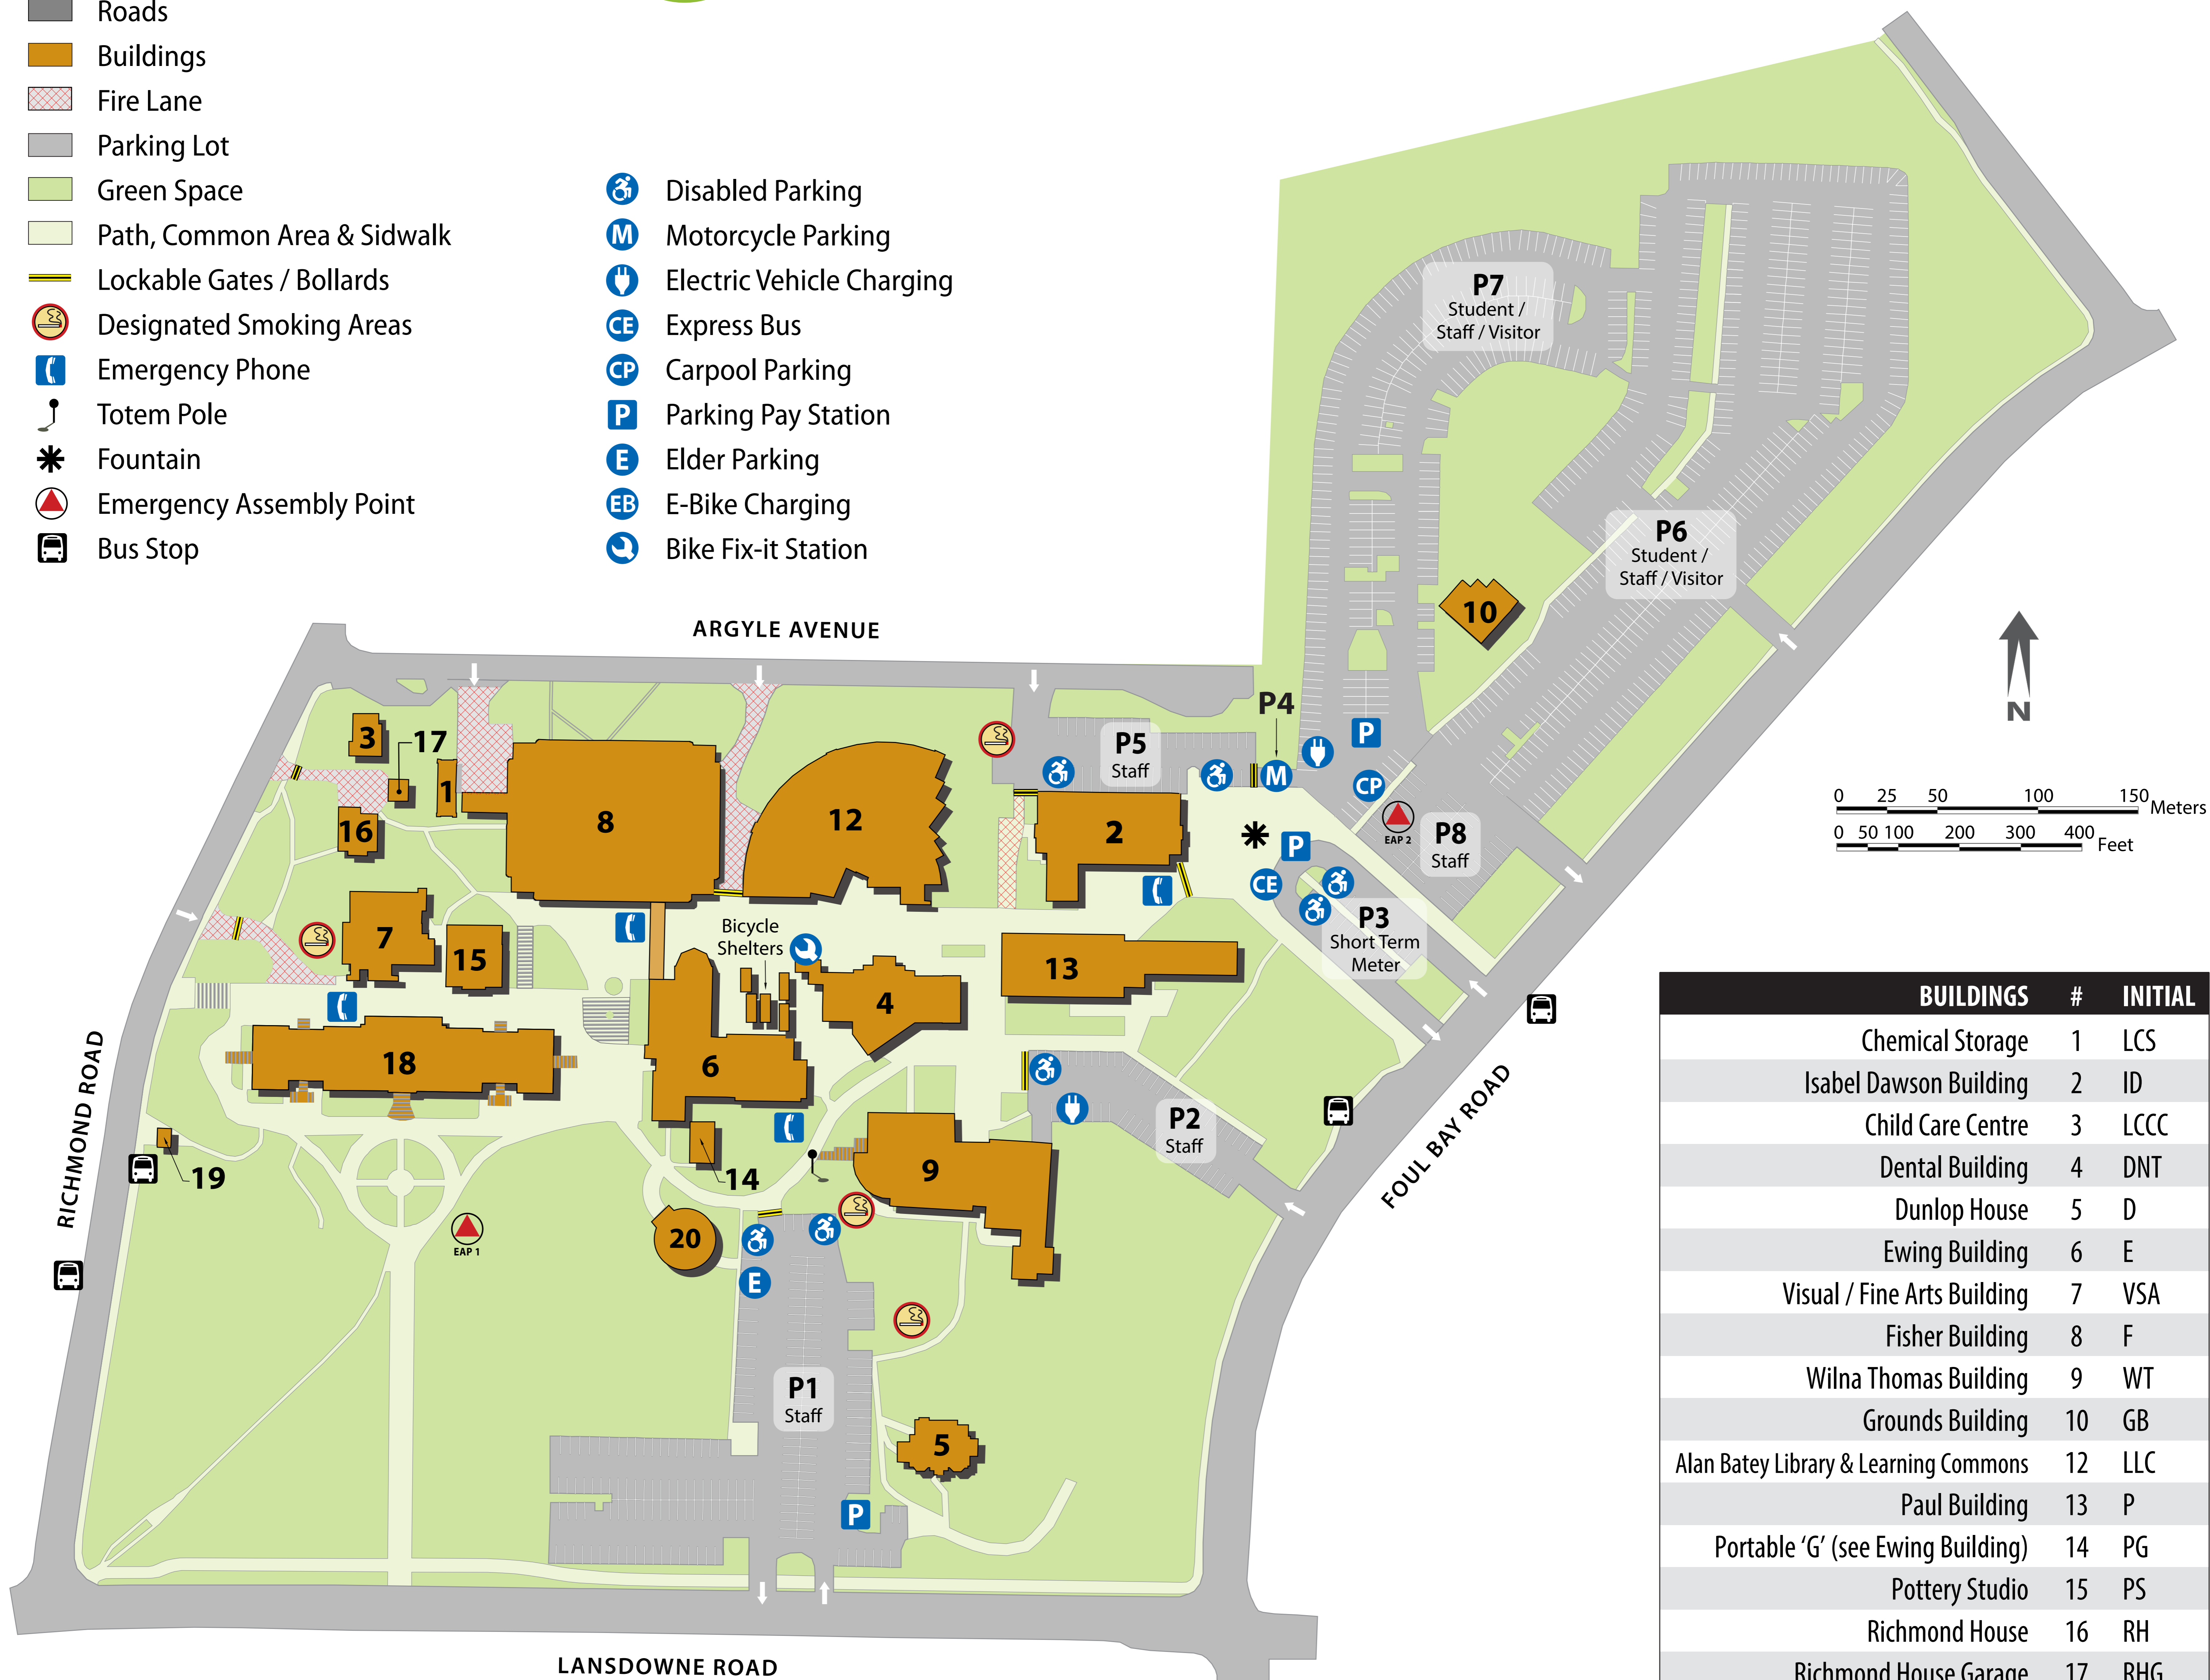 Roads
Buildings
Fire Lane
Parking Lot
Green Space
Path, Common Area & Sidwalk
Lockable Gates / Bollards
Designated Smoking Areas
Emergency Phone
Totem Pole
Fountain
Emergency Assembly Point
Bus Stop
Disabled Parking
M Motorcycle Parking
Electric Vehicle Charging
CE Express Bus
CP Carpool Parking
P Parking Pay Station
E Elder Parking
EB E-Bike Charging
Bike Fix-it Station
P7
Student /
Staff / Visitor
P6
Student /
Staff / Visitor
10
N
ARGYLE AVENUE
P4
P
3
17
1
P5
Staff
M
CP
16
8
12
2
P
EAP 2
P8
Staff
CE
0 25 50 100 150 Meters
0 50 100 200 300 400 Feet
7
15
Bicycle
Shelters
P3
Short Term
Meter
13
4
18
6
P2
Staff
RICHMOND ROAD
FOUL BAY ROAD
19
14
9
EAP 1
20
E
P1
Staff
5
P
LANSDOWNE ROAD
BUILDINGS # INITIAL
Chemical Storage 1 LCS
Isabel Dawson Building 2 ID
Child Care Centre 3 LCCC
Dental Building 4 DNT
Dunlop House 5 D
Ewing Building 6 E
Visual / Fine Arts Building 7 VSA
Fisher Building 8 F
Wilna Thomas Building 9 WT
Grounds Building 10 GB
Alan Batey Library & Learning Commons 12 LLC
Paul Building 13 P
Portable ‘G’ (see Ewing Building) 14 PG
Pottery Studio 15 PS
Richmond House 16 RH
Richmond House Garage 17 RHG